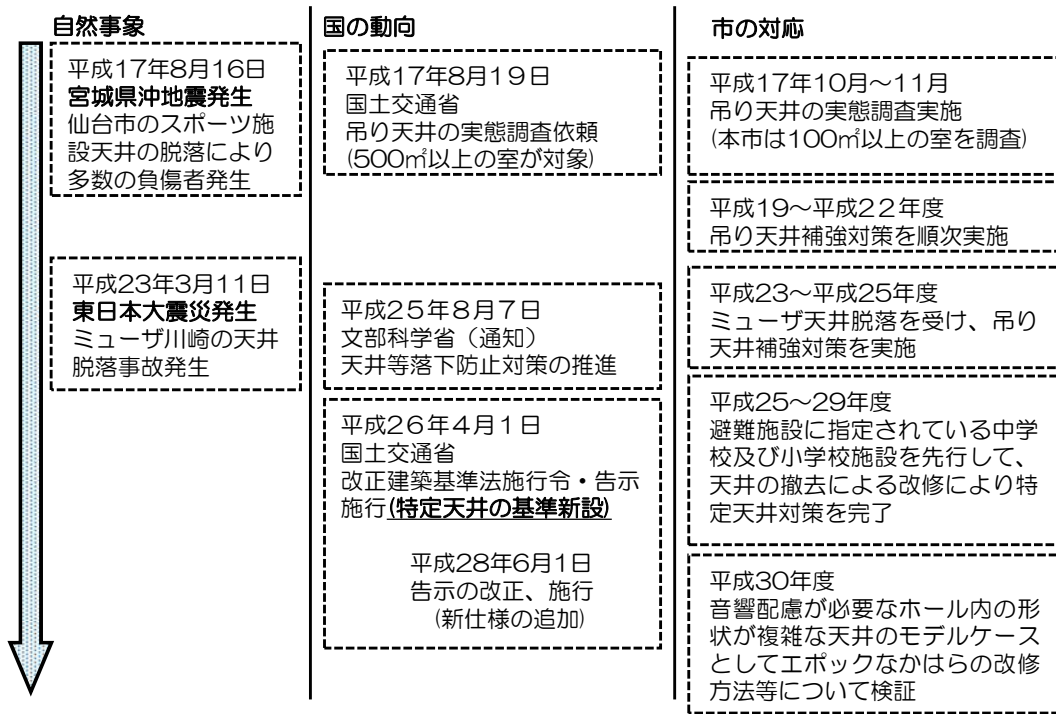 自然事象
平成17年8月16日
宮城県沖地震発生
仙台市のスポーツ施
設天井の脱落により
多数の負傷者発生
平成23年3月11日
東日本大震災発生
ミューザ川崎の天井
脱落事故発生
国の動向
平成17年8月19日
国土交通省
吊り天井の実態調査依頼
(500㎡以上の室が対象)
平成25年8月7日
文部科学省（通知）
天井等落下防止対策の推進
平成26年4月1日
国土交通省
改正建築基準法施行令・告示
施行(特定天井の基準新設)
平成28年6月1日
告示の改正、施行
(新仕様の追加)
市の対応
平成17年10月～11月
吊り天井の実態調査実施
(本市は100㎡以上の室を調査)
平成19～平成22年度
吊り天井補強対策を順次実施
平成23～平成25年度
ミューザ天井脱落を受け、吊り
天井補強対策を実施
平成25～29年度
避難施設に指定されている中学
校及び小学校施設を先行して、
天井の撤去による改修により特
定天井対策を完了
平成30年度
音響配慮が必要なホール内の形
状が複雑な天井のモデルケース
としてエポックなかはらの改修
方法等について検証